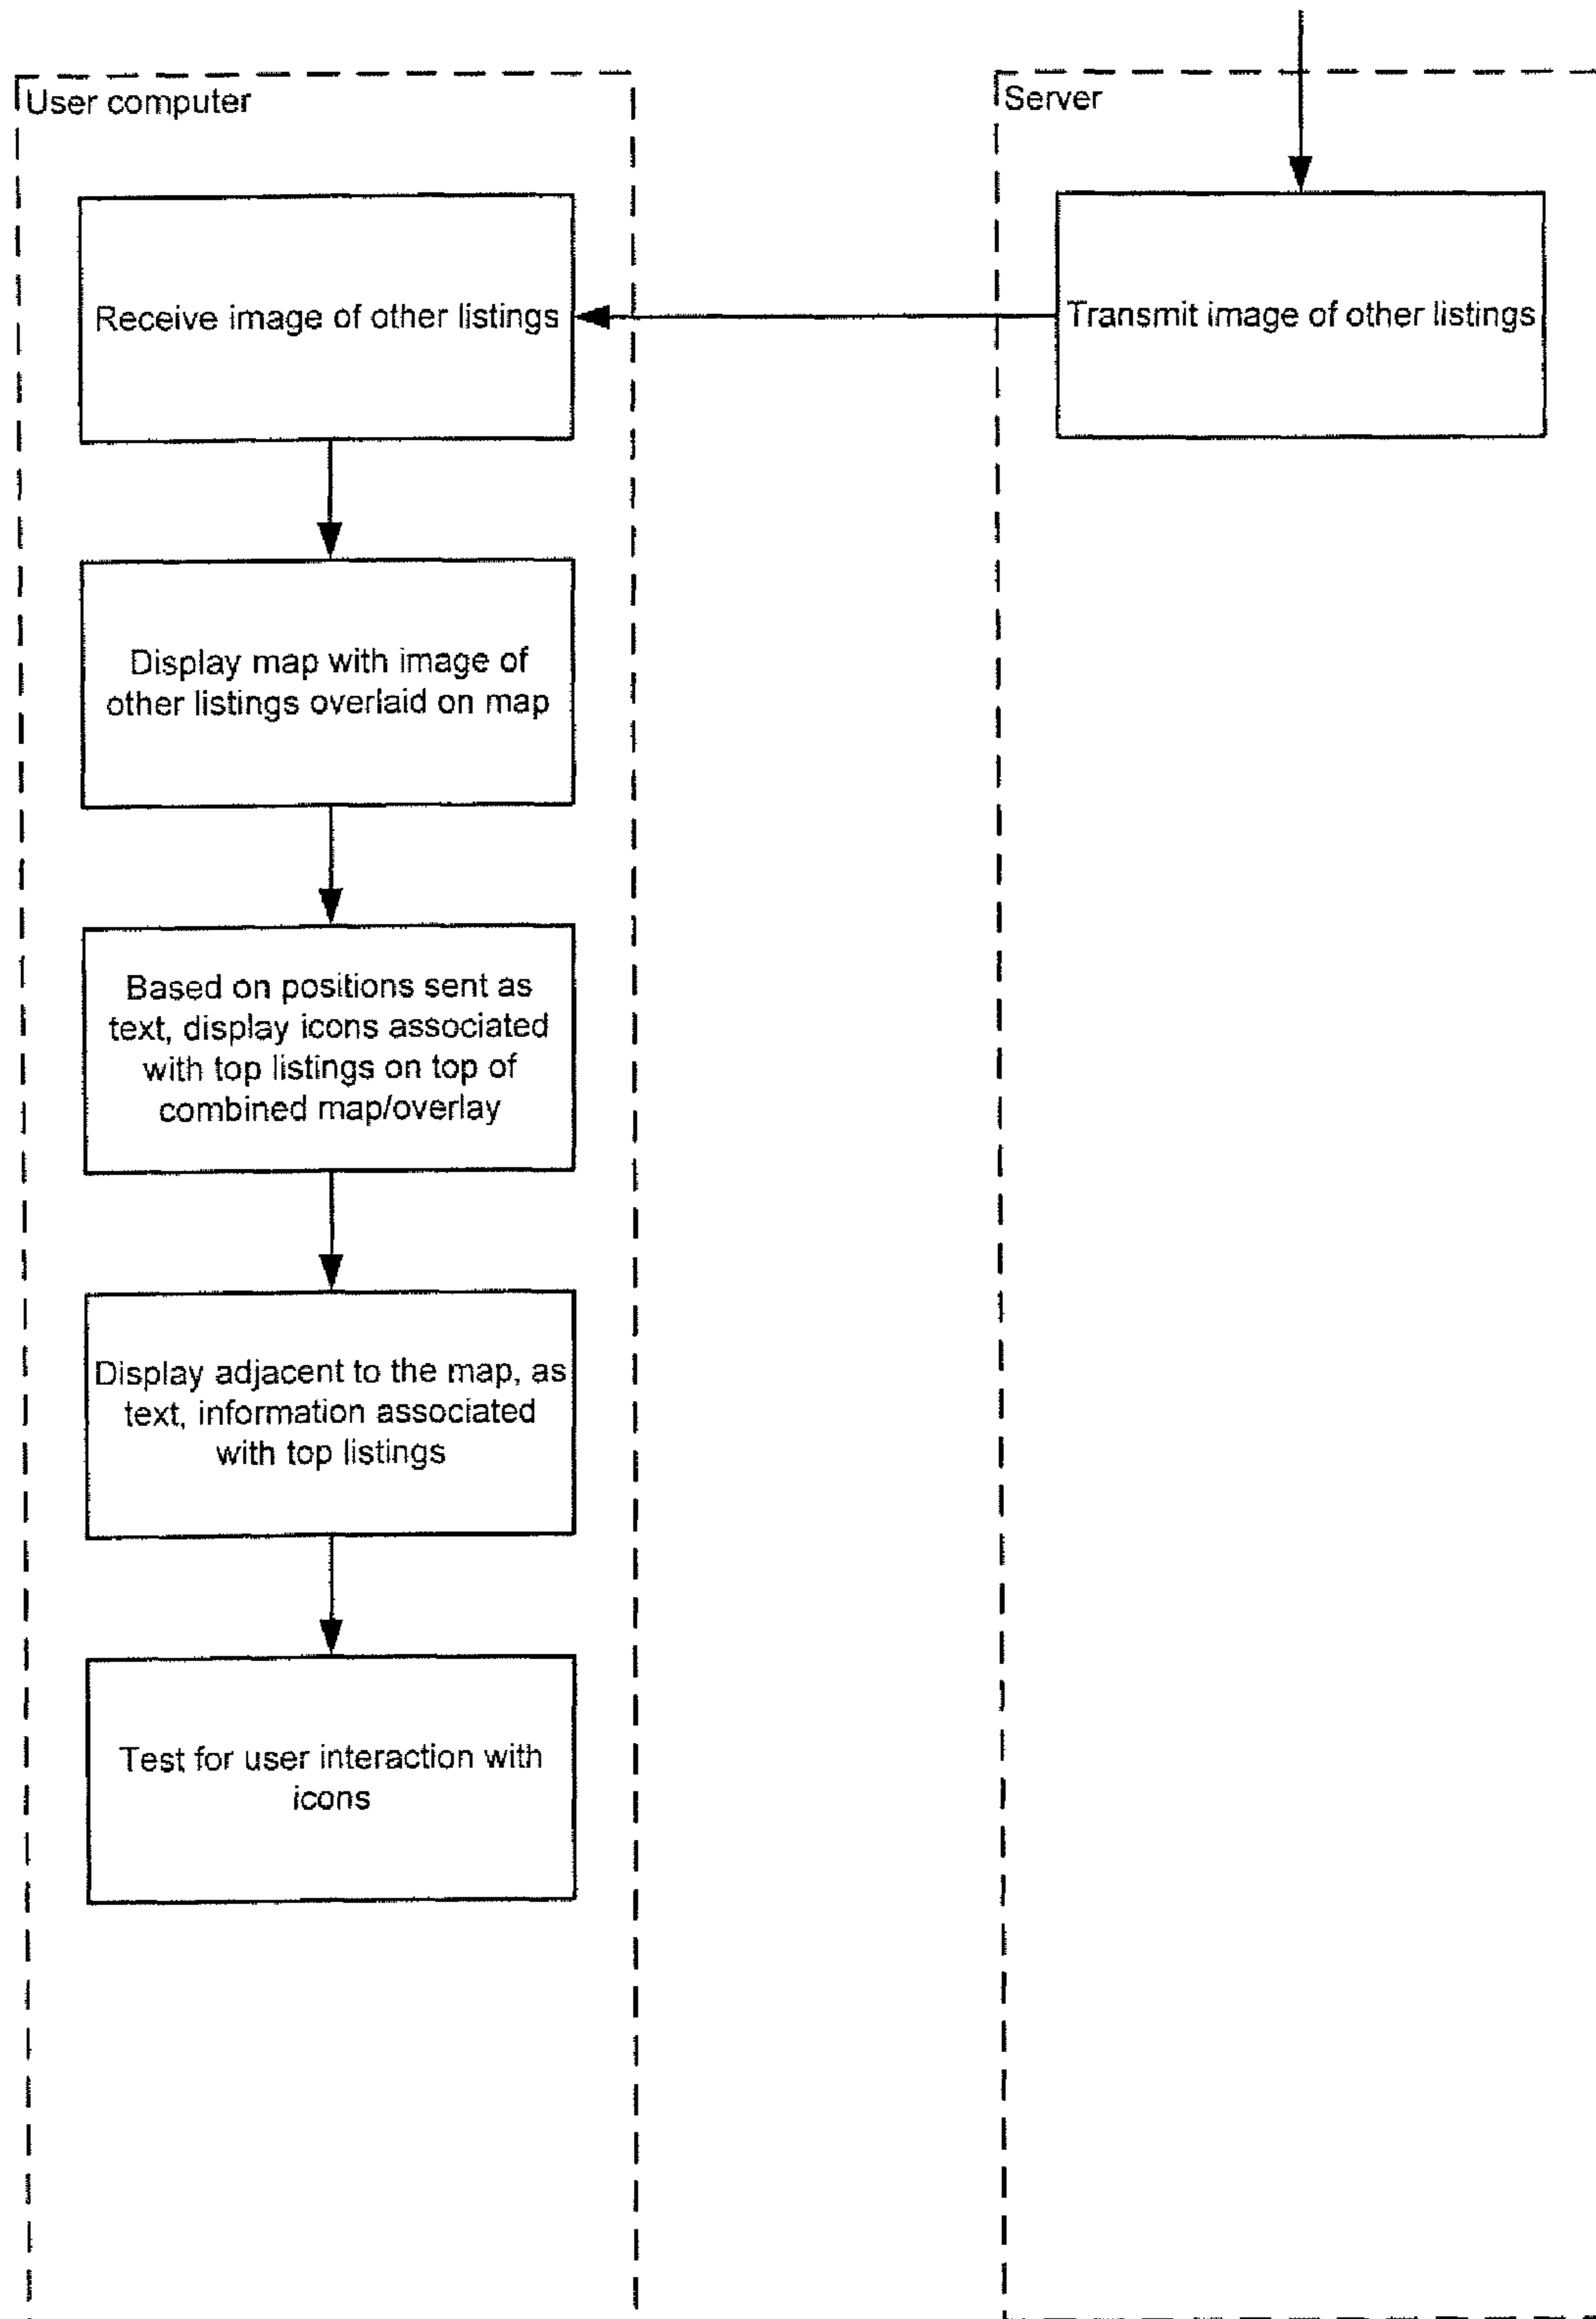 User computer
Server
Receive image of other listings
Transmit image of other listings
Display map with image of
other listings overlaid on map
Based on positions sent as
text, display icons associated
with top listings on top of
combined map/overlay
Display adjacent to the map, as
text, information associated
with top listings
Test for user interaction with
icons